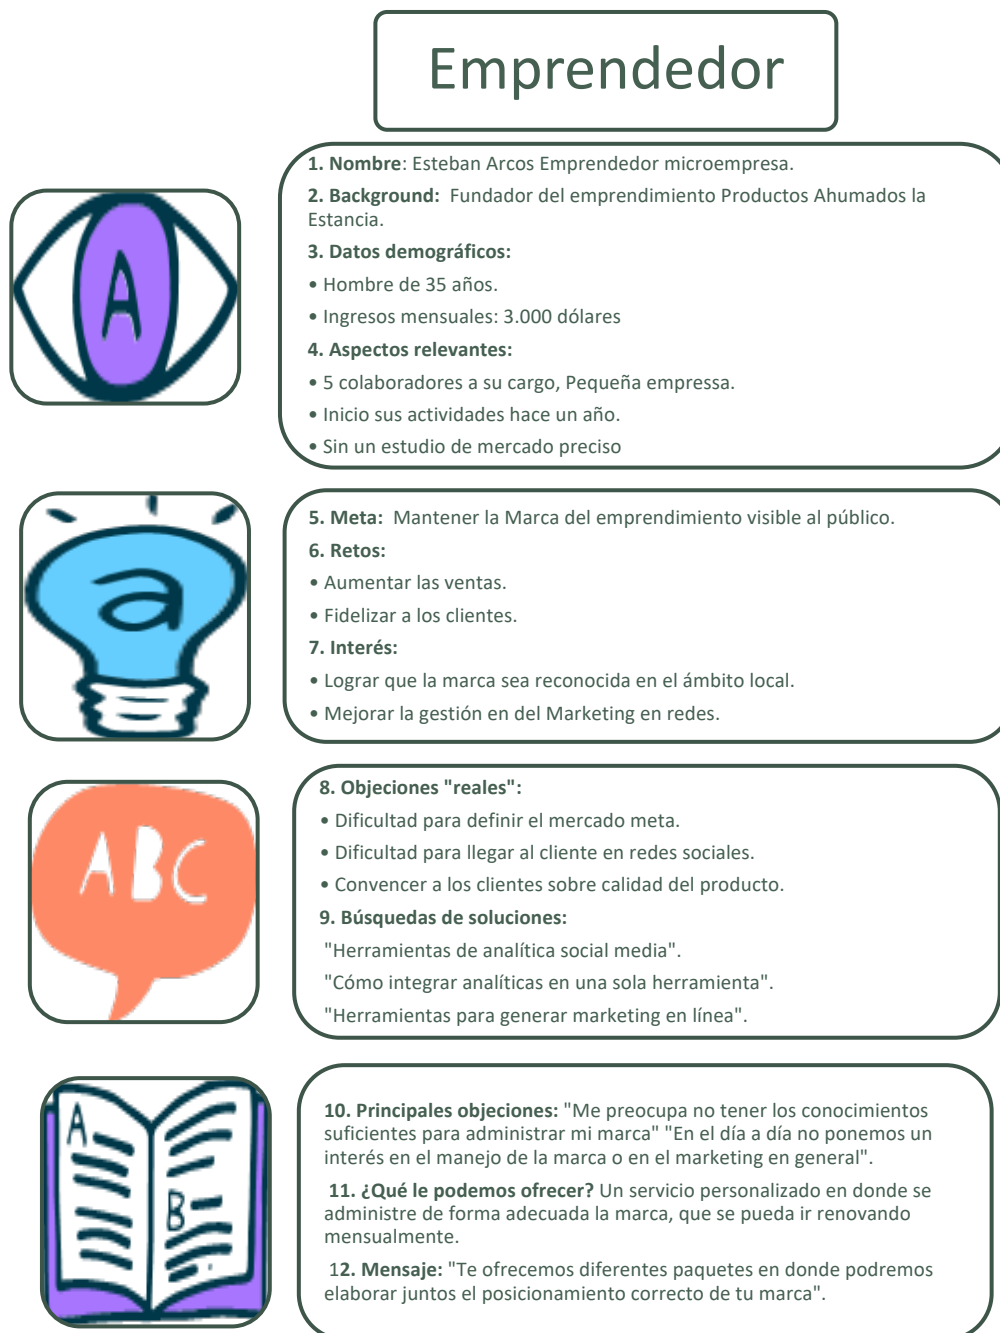 Emprendedor
1. Nombre: Esteban Arcos Emprendedor microempresa.
2. Background:  Fundador del emprendimiento Productos Ahumados la
Estancia.
3. Datos demográficos:
• Hombre de 35 años.
• Ingresos mensuales: 3.000 dólares
4. Aspectos relevantes:
• 5 colaboradores a su cargo, Pequeña empressa.
• Inicio sus actividades hace un año.
• Sin un estudio de mercado preciso
A
5. Meta:  Mantener la Marca del emprendimiento visible al público.
6. Retos:
• Aumentar las ventas.
• Fidelizar a los clientes.
7. Interés:
• Lograr que la marca sea reconocida en el ámbito local.
• Mejorar la gestión en del Marketing en redes.
a
8. Objeciones "reales":
• Dificultad para definir el mercado meta.
• Dificultad para llegar al cliente en redes sociales.
• Convencer a los clientes sobre calidad del producto.
9. Búsquedas de soluciones:
"Herramientas de analítica social media".
"Cómo integrar analíticas en una sola herramienta".
"Herramientas para generar marketing en línea".
ABC
10. Principales objeciones: "Me preocupa no tener los conocimientos
suficientes para administrar mi marca" "En el día a día no ponemos un
interés en el manejo de la marca o en el marketing en general".
11. ¿Qué le podemos ofrecer? Un servicio personalizado en donde se
administre de forma adecuada la marca, que se pueda ir renovando
mensualmente.
12. Mensaje: "Te ofrecemos diferentes paquetes en donde podremos
elaborar juntos el posicionamiento correcto de tu marca".
A
B